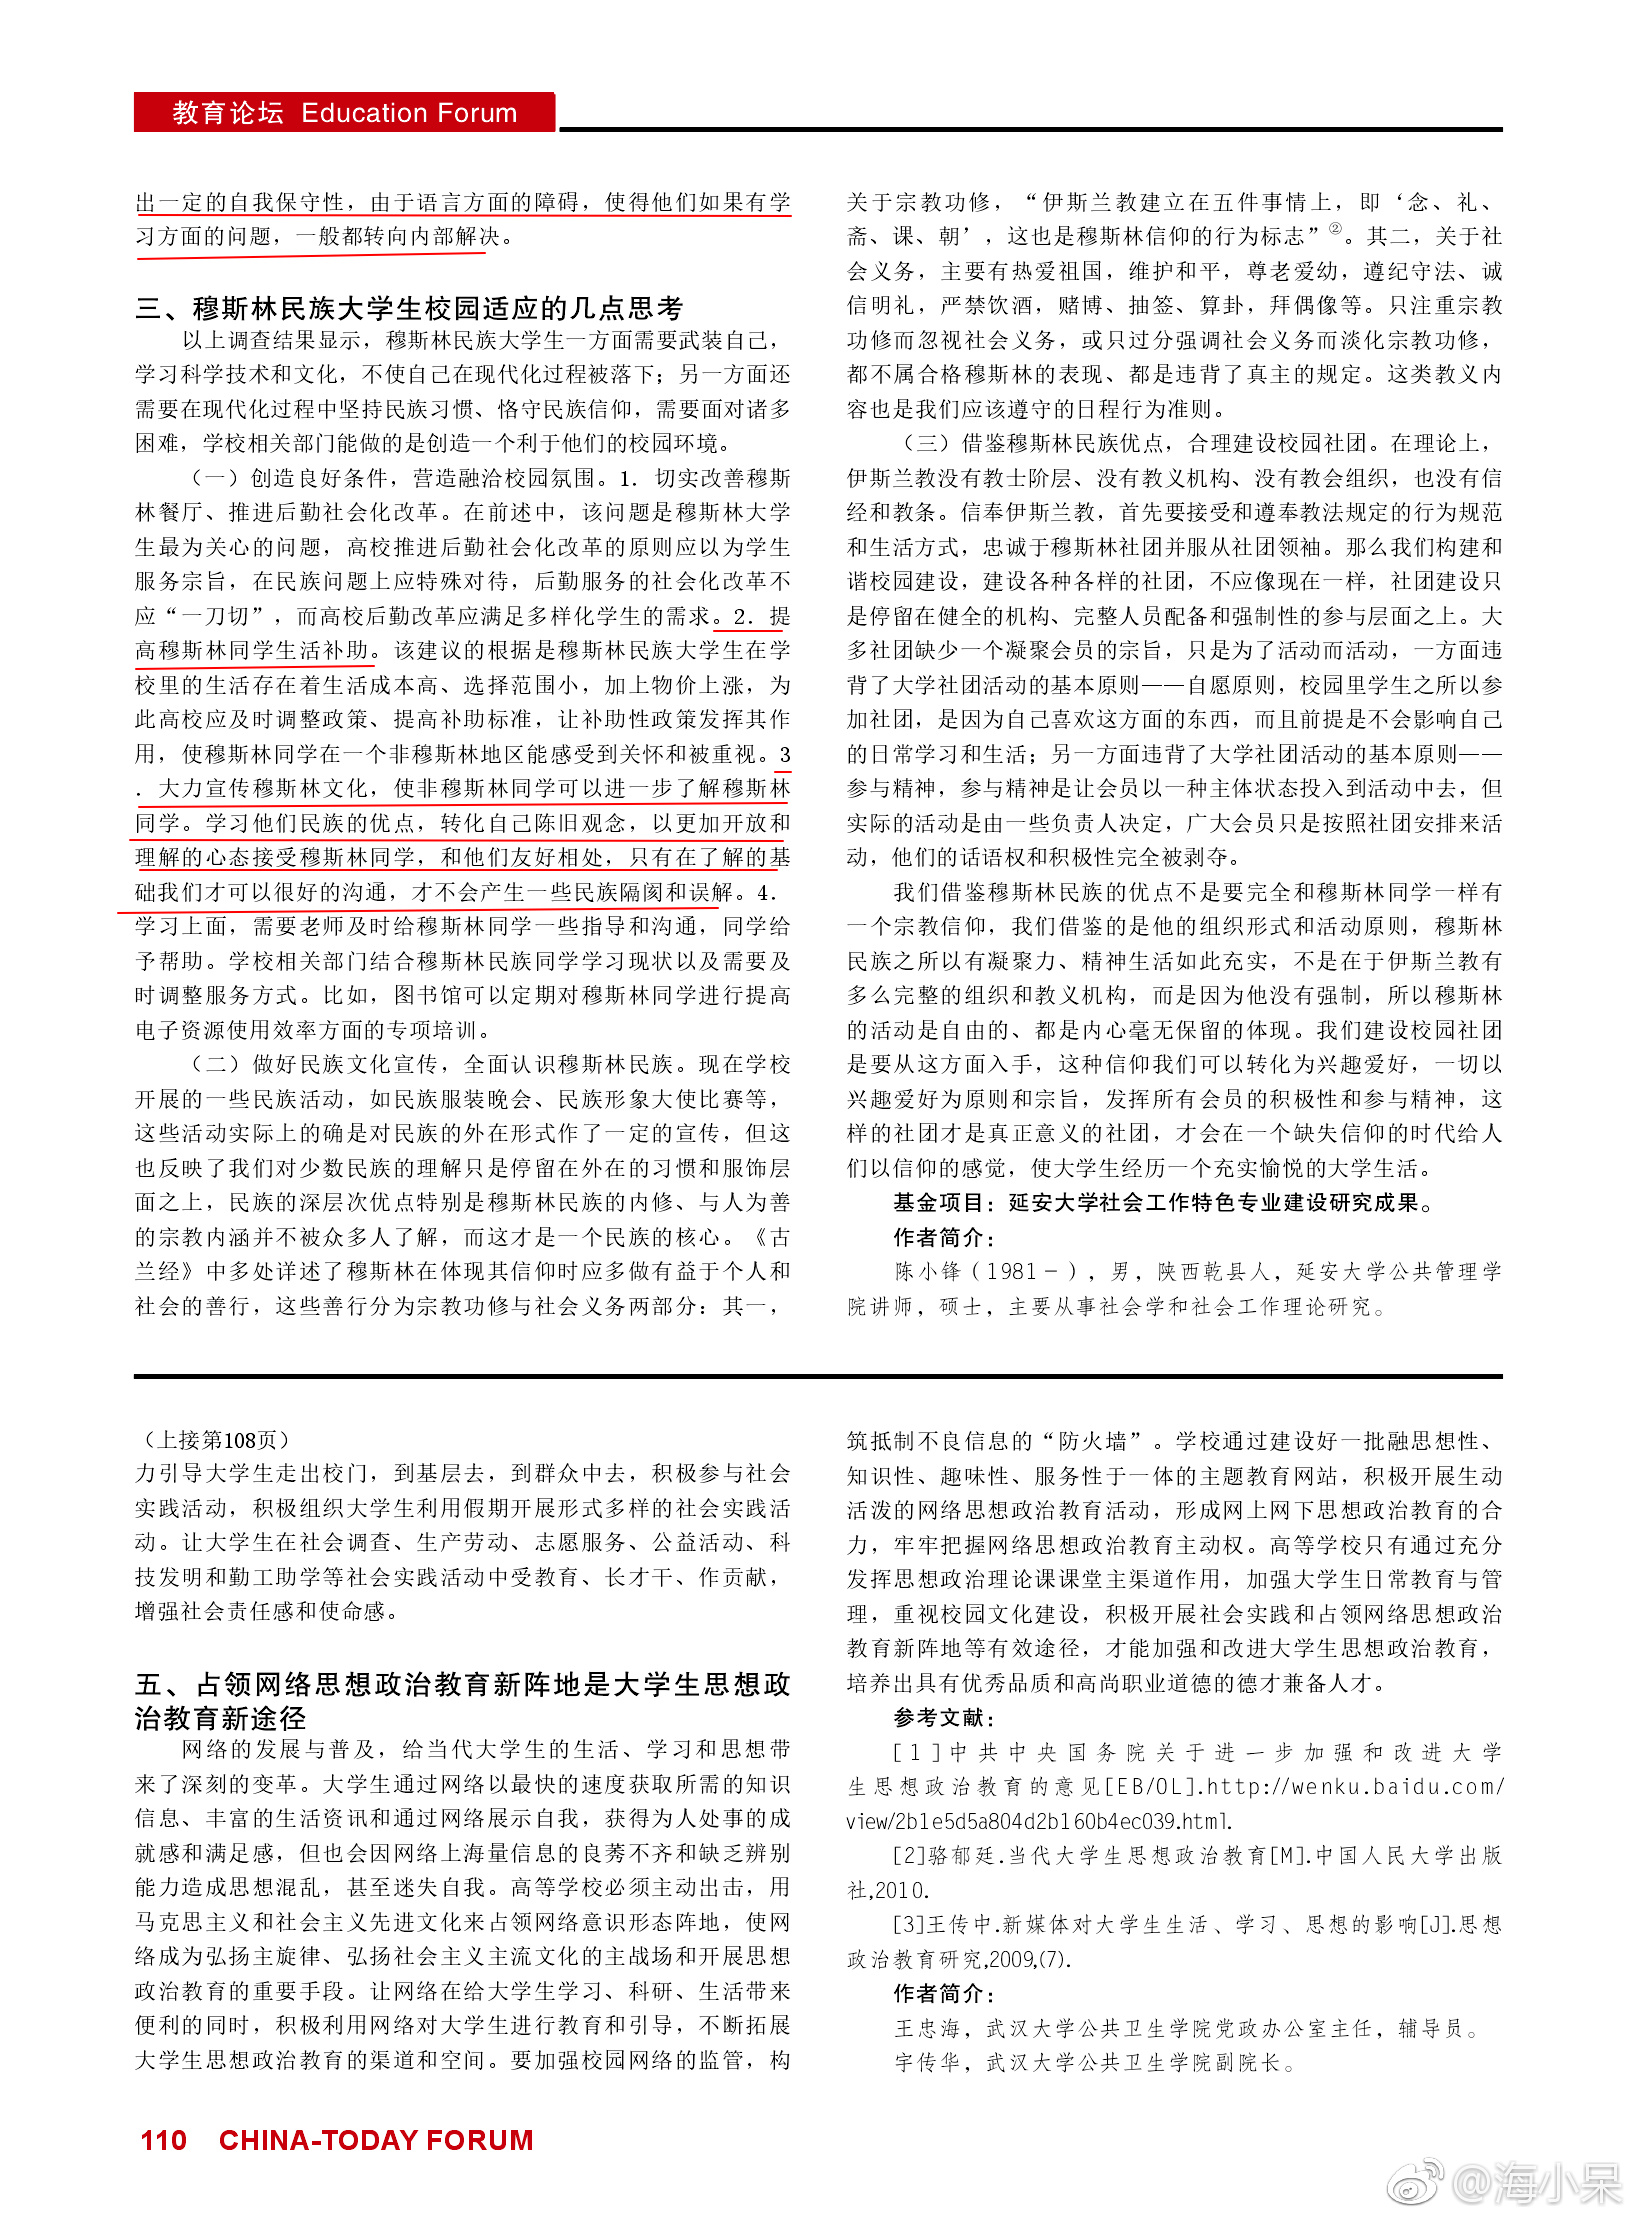 教育论坛 Education Forum
出一定的自我保守性，由于语言方面的障碍，使得他们如果有学
习方面的问题，一般都转向内部解决。
三、穆斯林民族大学生校园适应的几点思考
以上调查结果显示，穆斯林民族大学生一方面需要武装自己，
学习科学技术和文化，不使自己在现代化过程被落下；另一方面还
需要在现代化过程中坚持民族习惯、恪守民族信仰，需要面对诸多
困难，学校相关部门能做的是创造一个利于他们的校园环境。
（一）创造良好条件，营造融洽校园氛围。1．切实改善穆斯
林餐厅、推进后勤社会化改革。在前述中，该问题是穆斯林大学
生最为关心的问题，高校推进后勤社会化改革的原则应以为学生
服务宗旨，在民族问题上应特殊对待，后勤服务的社会化改革不
应“一刀切”，而高校后勤改革应满足多样化学生的需求。2．提
高穆斯林同学生活补助。该建议的根据是穆斯林民族大学生在学
校里的生活存在着生活成本高、选择范围小，加上物价上涨，为
此高校应及时调整政策、提高补助标准，让补助性政策发挥其作
用，使穆斯林同学在一个非穆斯林地区能感受到关怀和被重视。3
．大力宣传穆斯林文化，使非穆斯林同学可以进一步了解穆斯林
同学。学习他们民族的优点，转化自己陈旧观念，以更加开放和
理解的心态接受穆斯林同学，和他们友好相处，只有在了解的基
础我们才可以很好的沟通，才不会产生一些民族隔阂和误解。4．
学习上面，需要老师及时给穆斯林同学一些指导和沟通，同学给
予帮助。学校相关部门结合穆斯林民族同学学习现状以及需要及
时调整服务方式。比如，图书馆可以定期对穆斯林同学进行提高
电子资源使用效率方面的专项培训。
（二）做好民族文化宣传，全面认识穆斯林民族。现在学校
开展的一些民族活动，如民族服装晚会、民族形象大使比赛等，
这些活动实际上的确是对民族的外在形式作了一定的宣传，但这
也反映了我们对少数民族的理解只是停留在外在的习惯和服饰层
面之上，民族的深层次优点特别是穆斯林民族的内修、与人为善
的宗教内涵并不被众多人了解，而这才是一个民族的核心。《古
兰经》中多处详述了穆斯林在体现其信仰时应多做有益于个人和
社会的善行，这些善行分为宗教功修与社会义务两部分：其一，
关于宗教功修，“伊斯兰教建立在五件事情上，即‘念、礼、
斋、课、朝’，这也是穆斯林信仰的行为标志”②。其二，关于社
会义务，主要有热爱祖国，维护和平，尊老爱幼，遵纪守法、诚
信明礼，严禁饮酒，赌博、抽签、算卦，拜偶像等。只注重宗教
功修而忽视社会义务，或只过分强调社会义务而淡化宗教功修，
都不属合格穆斯林的表现、都是违背了真主的规定。这类教义内
容也是我们应该遵守的日程行为准则。
（三）借鉴穆斯林民族优点，合理建设校园社团。在理论上，
伊斯兰教没有教士阶层、没有教义机构、没有教会组织，也没有信
经和教条。信奉伊斯兰教，首先要接受和遵奉教法规定的行为规范
和生活方式，忠诚于穆斯林社团并服从社团领袖。那么我们构建和
谐校园建设，建设各种各样的社团，不应像现在一样，社团建设只
是停留在健全的机构、完整人员配备和强制性的参与层面之上。大
多社团缺少一个凝聚会员的宗旨，只是为了活动而活动，一方面违
背了大学社团活动的基本原则——自愿原则，校园里学生之所以参
加社团，是因为自己喜欢这方面的东西，而且前提是不会影响自己
的日常学习和生活；另一方面违背了大学社团活动的基本原则——
参与精神，参与精神是让会员以一种主体状态投入到活动中去，但
实际的活动是由一些负责人决定，广大会员只是按照社团安排来活
动，他们的话语权和积极性完全被剥夺。
我们借鉴穆斯林民族的优点不是要完全和穆斯林同学一样有
一个宗教信仰，我们借鉴的是他的组织形式和活动原则，穆斯林
民族之所以有凝聚力、精神生活如此充实，不是在于伊斯兰教有
多么完整的组织和教义机构，而是因为他没有强制，所以穆斯林
的活动是自由的、都是内心毫无保留的体现。我们建设校园社团
是要从这方面入手，这种信仰我们可以转化为兴趣爱好，一切以
兴趣爱好为原则和宗旨，发挥所有会员的积极性和参与精神，这
样的社团才是真正意义的社团，才会在一个缺失信仰的时代给人
们以信仰的感觉，使大学生经历一个充实愉悦的大学生活。
基金项目：延安大学社会工作特色专业建设研究成果。
作者简介：
陈小锋（1981－），男，陕西乾县人，延安大学公共管理学
院讲师，硕士，主要从事社会学和社会工作理论研究。
（上接第108页）
力引导大学生走出校门，到基层去，到群众中去，积极参与社会
实践活动，积极组织大学生利用假期开展形式多样的社会实践活
动。让大学生在社会调查、生产劳动、志愿服务、公益活动、科
技发明和勤工助学等社会实践活动中受教育、长才干、作贡献，
增强社会责任感和使命感。
五、占领网络思想政治教育新阵地是大学生思想政
治教育新途径
网络的发展与普及，给当代大学生的生活、学习和思想带
来了深刻的变革。大学生通过网络以最快的速度获取所需的知识
信息、丰富的生活资讯和通过网络展示自我，获得为人处事的成
就感和满足感，但也会因网络上海量信息的良莠不齐和缺乏辨别
能力造成思想混乱，甚至迷失自我。高等学校必须主动出击，用
马克思主义和社会主义先进文化来占领网络意识形态阵地，使网
络成为弘扬主旋律、弘扬社会主义主流文化的主战场和开展思想
政治教育的重要手段。让网络在给大学生学习、科研、生活带来
便利的同时，积极利用网络对大学生进行教育和引导，不断拓展
大学生思想政治教育的渠道和空间。要加强校园网络的监管，构
筑抵制不良信息的“防火墙”。学校通过建设好一批融思想性、
知识性、趣味性、服务性于一体的主题教育网站，积极开展生动
活泼的网络思想政治教育活动，形成网上网下思想政治教育的合
力，牢牢把握网络思想政治教育主动权。高等学校只有通过充分
发挥思想政治理论课课堂主渠道作用，加强大学生日常教育与管
理，重视校园文化建设，积极开展社会实践和占领网络思想政治
教育新阵地等有效途径，才能加强和改进大学生思想政治教育，
培养出具有优秀品质和高尚职业道德的德才兼备人才。
参考文献：
[1]中共中央国务院关于进一步加强和改进大学
生思想政治教育的意见[EB/OL].http://wenku.baidu.com/
view/2b1e5d5a804d2b160b4ec039.html.
[2]骆郁廷.当代大学生思想政治教育[M].中国人民大学出版
社,2010.
[3]王传中.新媒体对大学生生活、学习、思想的影响[J].思想
政治教育研究,2009,(7).
作者简介：
王忠海，武汉大学公共卫生学院党政办公室主任，辅导员。
宇传华，武汉大学公共卫生学院副院长。
110 CHINA-TODAY FORUM
@海小呆